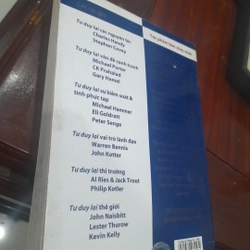 Tư duy lại các nguyên tắc
Charles Handy
Stephen Covey
Tư duy lại vấn đề cạnh tranh
Michael Porter
CK Prahalad
Gary Hamel
Tư duy lại sự kiểm soát &
tính phức tạp
Michael Hammer
Eli Goldratt
Peter Senge
Tư duy lại vai trò lãnh đạo
Warren Bennis
John Kotter
Tư duy lại thị trường
Al Ries & Jack Trout
Philip Kotler
Tư duy lại thế giới
John Naisbitt
Lester Thurow
Kevin Kelly